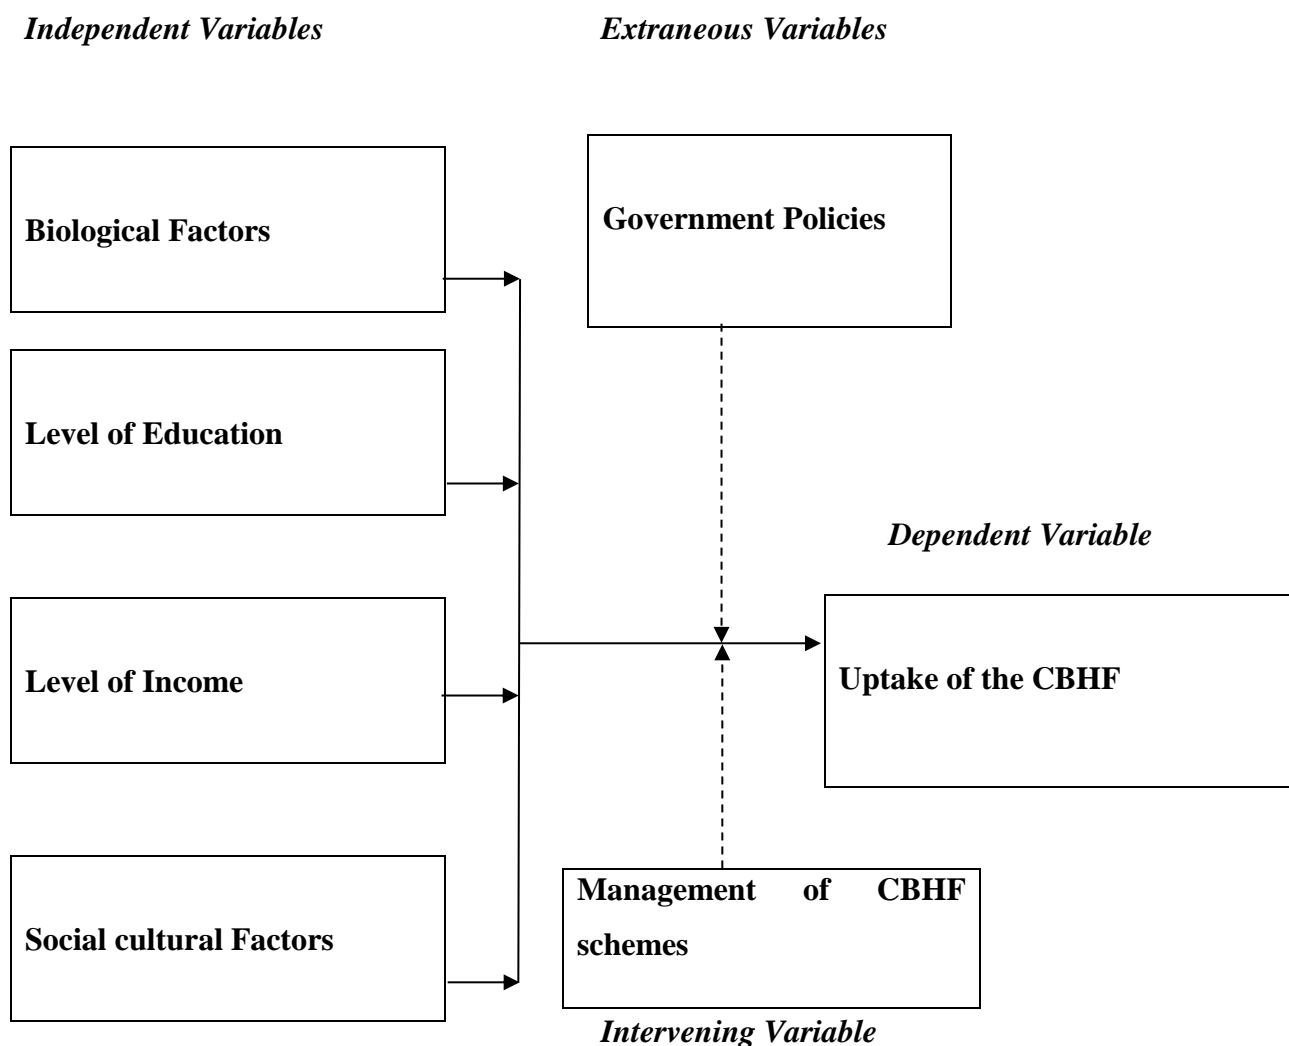 Independent Variables
Extraneous Variables
Biological Factors
Government Policies
Level of Education
Dependent Variable
Level of Income
Uptake of the CBHF
Management of CBHF
schemes
Social cultural Factors
Intervening Variable